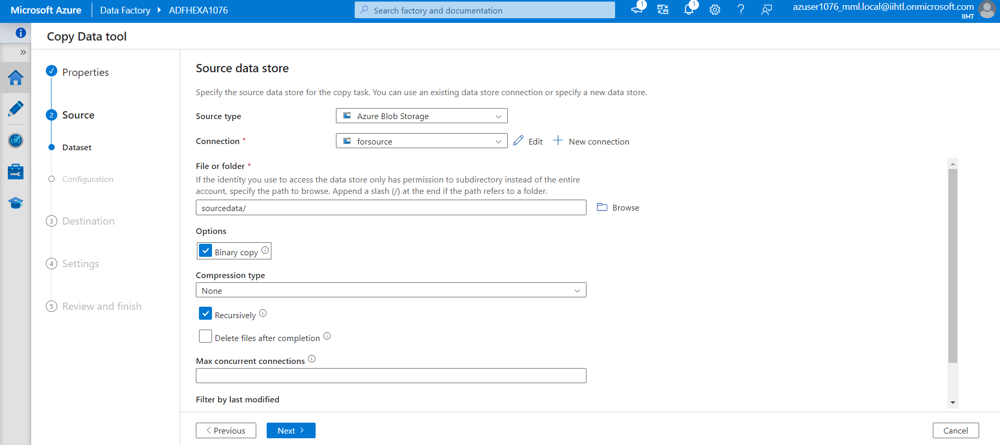 Microsoft Azure
Data Factory
ADFHEXA1076
Search factory and documentation
1
1
azuser1076_mml.local@iihtl.onmicrosoft.com
IIHT
Copy Data tool
Properties
2 Source
Dataset
Configuration
3 Destination
4 Settings
5 Review and finish
Source data store
Specify the source data store for the copy task. You can use an existing data store connection or specify a new data store.
Source type
Azure Blob Storage
Connection *
forsource
Edit
New connection
File or folder *
If the identity you use to access the data store only has permission to subdirectory instead of the entire
account, specify the path to browse. Append a slash (/) at the end if the path refers to a folder.
sourcedata/
Browse
Options
Binary copy
Compression type
None
Recursively
Delete files after completion
Max concurrent connections
Filter by last modified
Previous
Next
Cancel